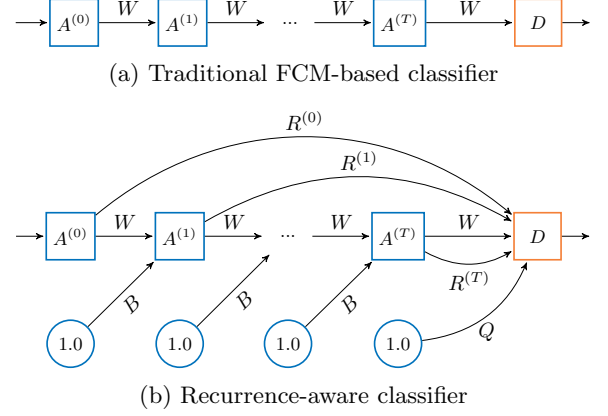 W W W W
A^(0) A^(1) ... A^(T) D
(a) Traditional FCM-based classifier
R^(0)
R^(1)
W W W W
A^(0) A^(1) ... A^(T) D
R^(T)
B B B Q
1.0 1.0 1.0 1.0
(b) Recurrence-aware classifier